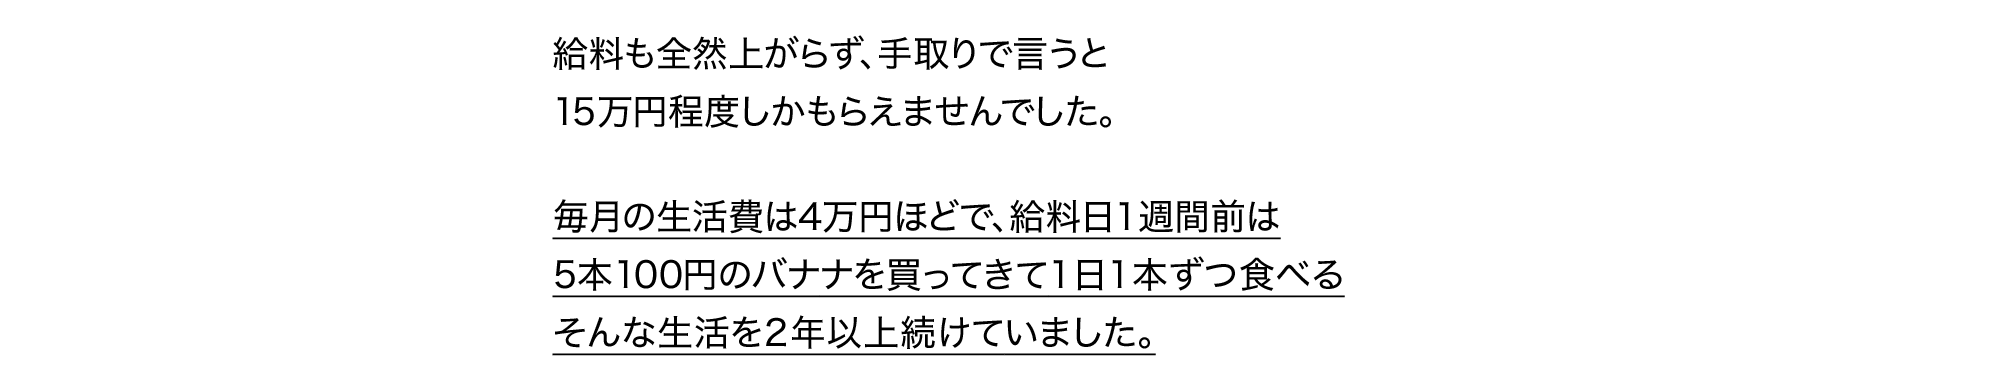 給料も全然上がらず、手取りで言うと
15万円程度しかもらえませんでした。
毎月の生活費は4万円ほどで、給料日1週間前は
5本100円のバナナを買ってきて1日1本ずつ食べる
そんな生活を2年以上続けていました。